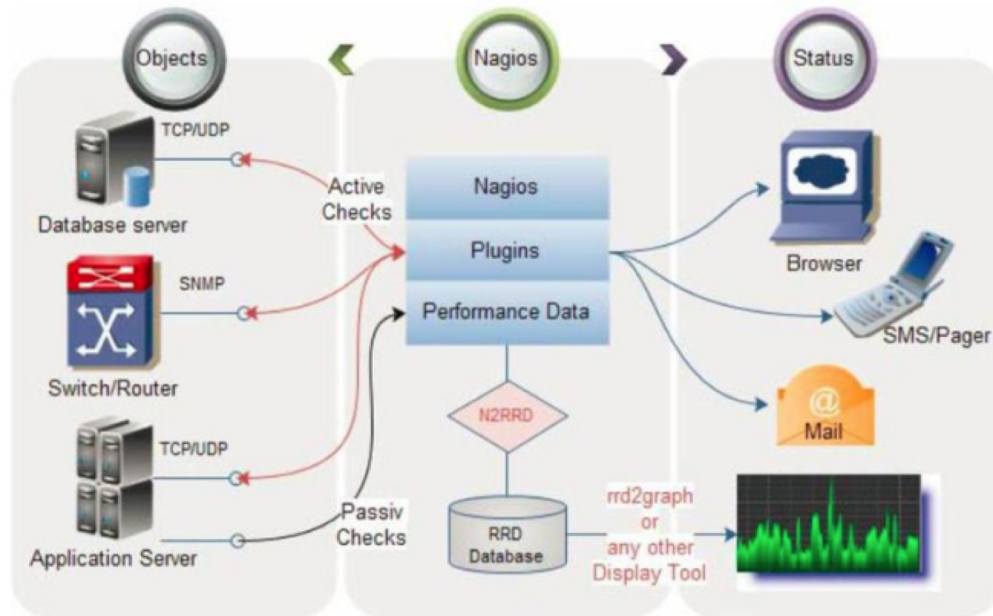 Objects
Nagios
Status
TCP/UDP
Database server
SNMP
Switch/Router
TCP/UDP
Application Server
Active
Checks
Passiv
Checks
Nagios
Plugins
Performance Data
N2RRD
RRD
Database
rrd2graph
or
any other
Display Tool
Browser
SMS/Pager
@
Mail